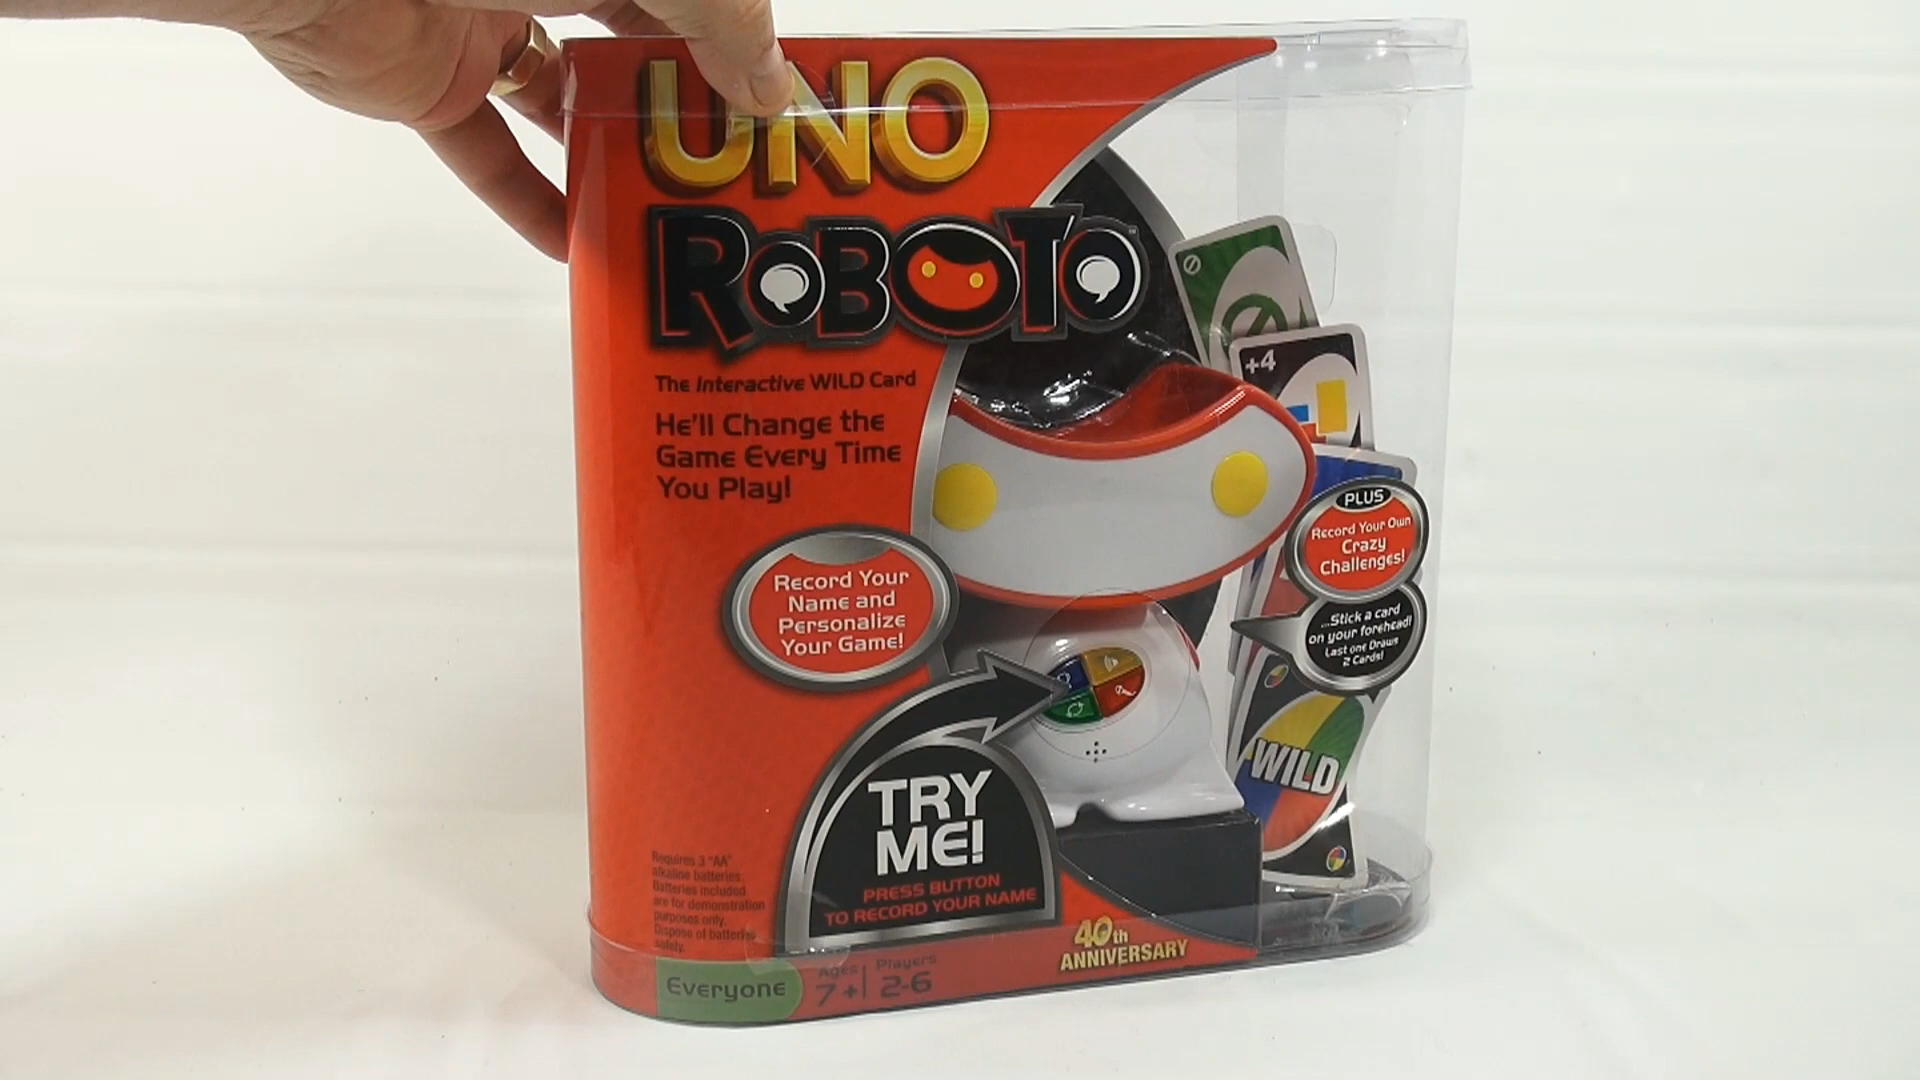 UNO
ROBOTO™
The Interactive WILD Card
He'll Change the
Game Every Time
You Play!
Record Your
Name and
Personalize
Your Game!
+4
PLUS
Record Your Own
Crazy
Challenges!
...Stick a card
on your forehead!
Last one Draws
2 Cards!
WILD
TRY
ME!
PRESS BUTTON
TO RECORD YOUR NAME
Requires 3 "AA"
alkaline batteries.
Batteries included
are for demonstration
purposes only.
Dispose of batteries
safely.
40th
ANNIVERSARY
Everyone
Ages
7+
Players
2-6